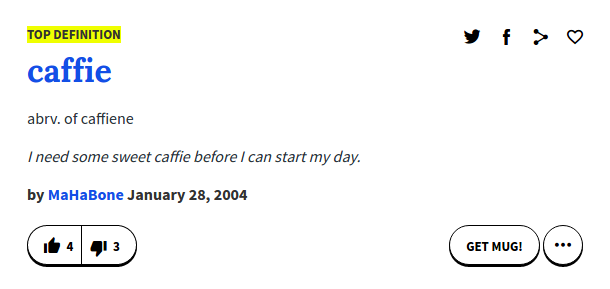 TOP DEFINITION
caffie
abrv. of caffiene
I need some sweet caffie before I can start my day.
by MaHaBone January 28, 2004
4 3 GET MUG!